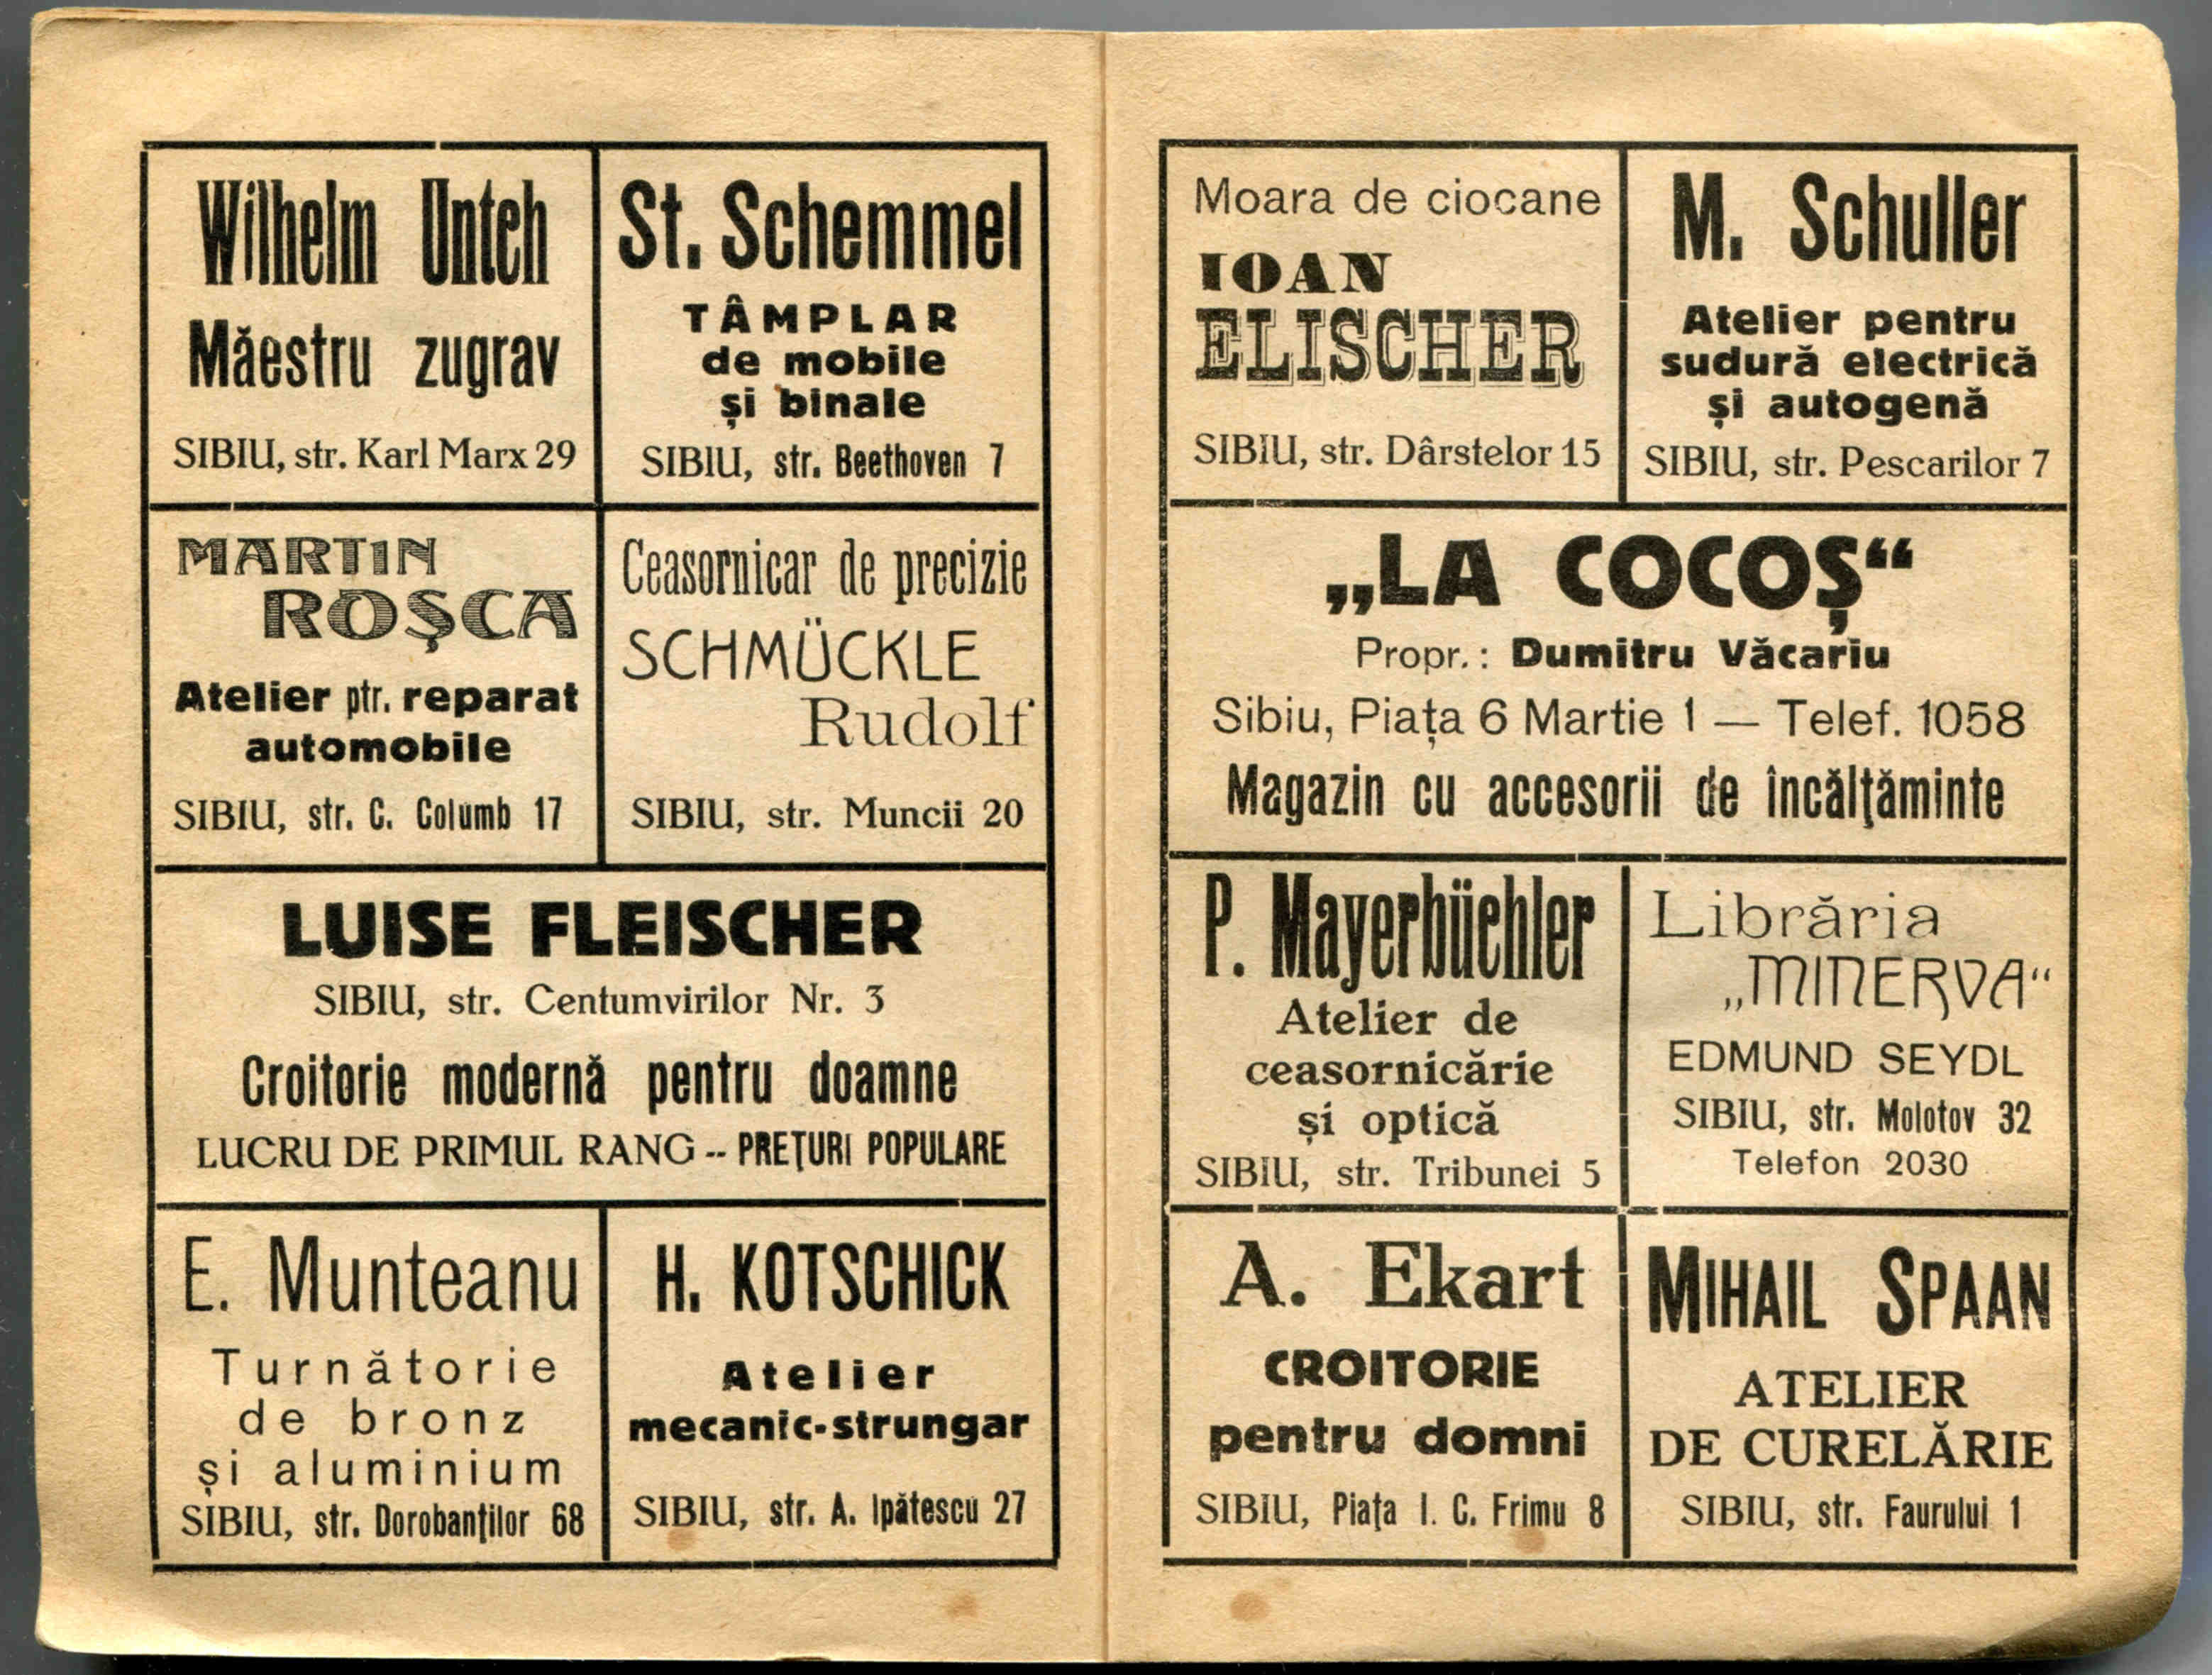 Wilhelm Untch
Măestru zugrav
SIBIU, str. Karl Marx 29
St. Schemmel
TÂMPLAR
de mobile
și binale
SIBIU, str. Beethoven 7
MARTIN
ROȘCA
Atelier ptr. reparat
automobile
SIBIU, str. C. Columb 17
Ceasornicar de precizie
SCHMÜCKLE
Rudolf
SIBIU, str. Muncii 20
LUISE FLEISCHER
SIBIU, str. Centumvirilor Nr. 3
Croitorie modernă pentru doamne
LUCRU DE PRIMUL RANG -- PREȚURI POPULARE
E. Munteanu
Turnătorie
de bronz
și aluminium
SIBIU, str. Dorobanților 68
H. KOTSCHICK
Atelier
mecanic-strungar
SIBIU, str. A. Ipătescu 27
Moara de ciocane
IOAN
ELISCHER
SIBIU, str. Dârstelor 15
M. Schuller
Atelier pentru
sudură electrică
și autogenă
SIBIU, str. Pescarilor 7
„LA COCOȘ“
Propr.: Dumitru Văcariu
Sibiu, Piața 6 Martie 1 — Telef. 1058
Magazin cu accesorii de încălțăminte
P. Mayerbüchler
Atelier de
ceasornicărie
și optică
SIBIU, str. Tribunei 5
Librăria
„MINERVA“
EDMUND SEYDL
SIBIU, str. Molotov 32
Telefon 2030
A. Ekart
CROITORIE
pentru domni
SIBIU, Piața I. C. Frimu 8
MIHAIL SPAAN
ATELIER
DE CURELĂRIE
SIBIU, str. Faurului 1